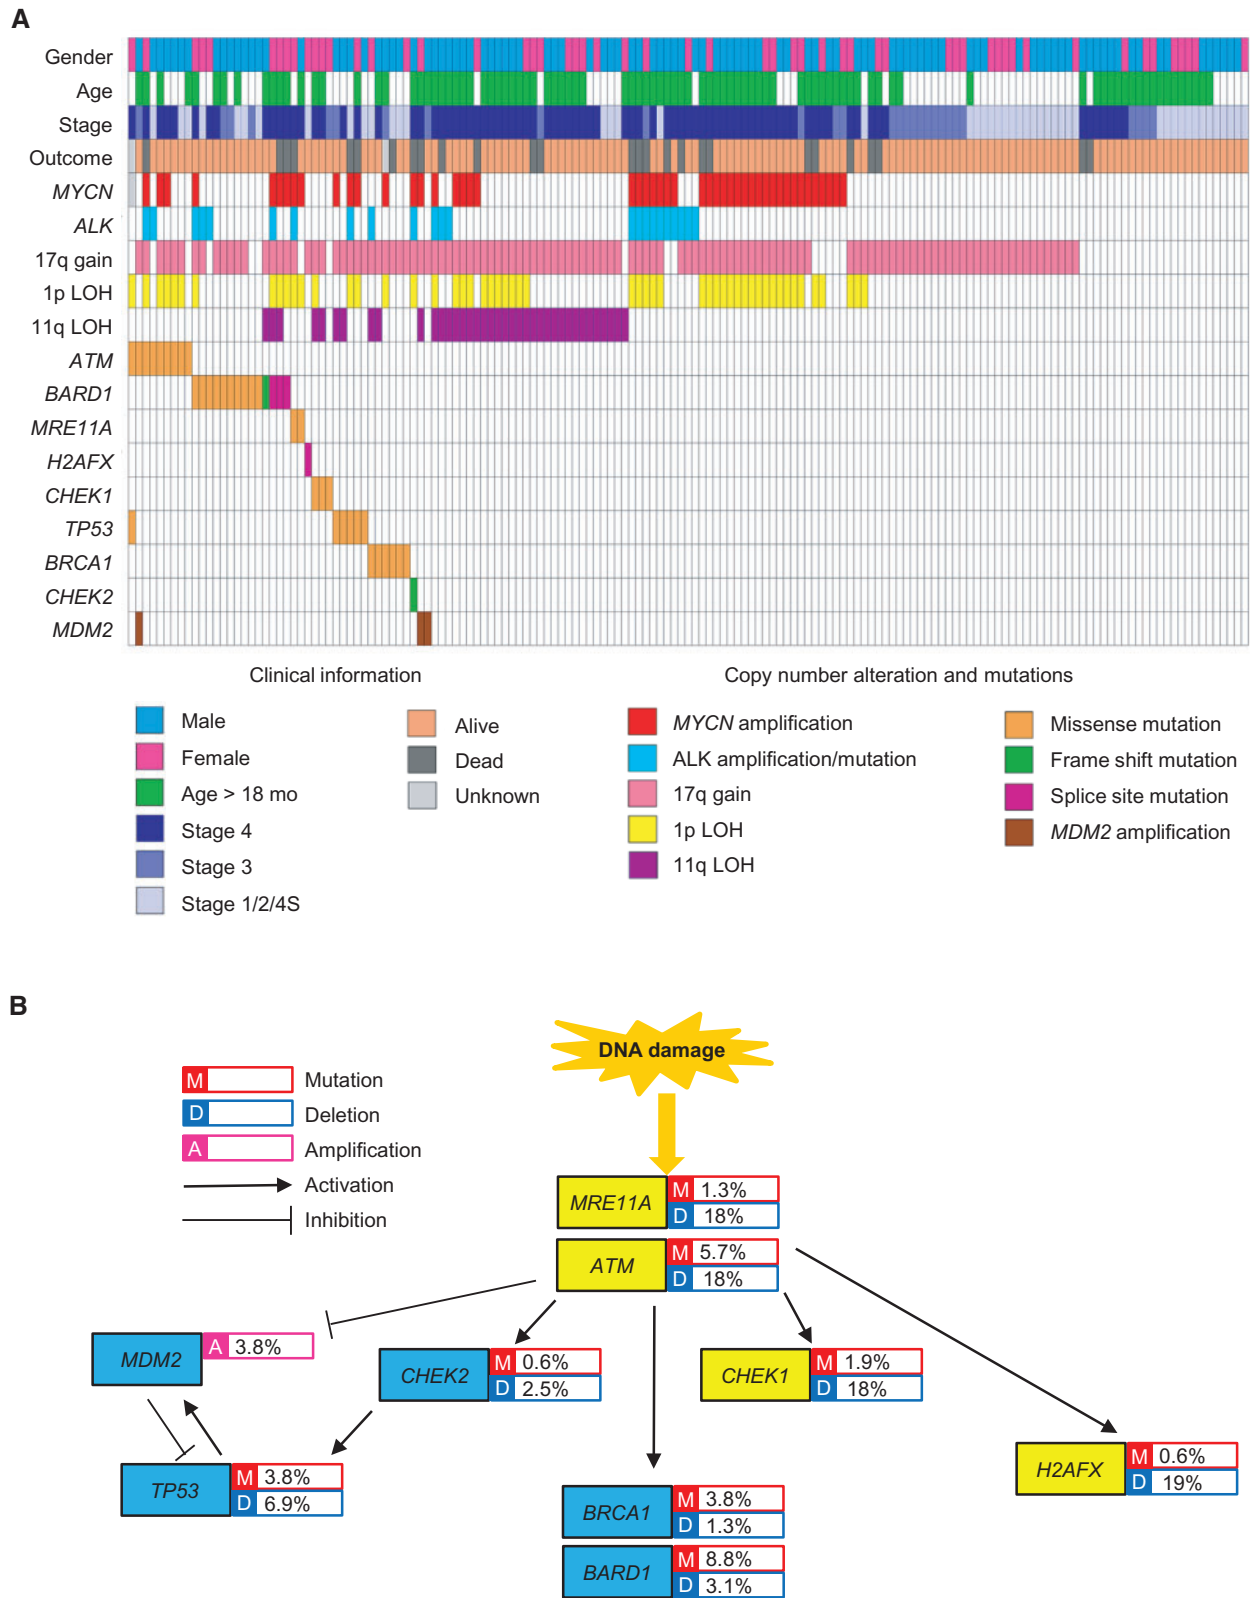 A
Gender
Age
Stage
Outcome
MYCN
ALK
17q gain
1p LOH
11q LOH
ATM
BARD1
MRE11A
H2AFX
CHEK1
TP53
BRCA1
CHEK2
MDM2
Clinical information
Copy number alteration and mutations
Male
Female
Age > 18 mo
Stage 4
Stage 3
Stage 1/2/4S
Alive
Dead
Unknown
MYCN amplification
ALK amplification/mutation
17q gain
1p LOH
11q LOH
Missense mutation
Frame shift mutation
Splice site mutation
MDM2 amplification
B
DNA damage
M Mutation
D Deletion
A Amplification
Activation
Inhibition
MRE11A
M 1.3%
D 18%
ATM
M 5.7%
D 18%
MDM2
A 3.8%
CHEK2
M 0.6%
D 2.5%
CHEK1
M 1.9%
D 18%
H2AFX
M 0.6%
D 19%
TP53
M 3.8%
D 6.9%
BRCA1
M 3.8%
D 1.3%
BARD1
M 8.8%
D 3.1%